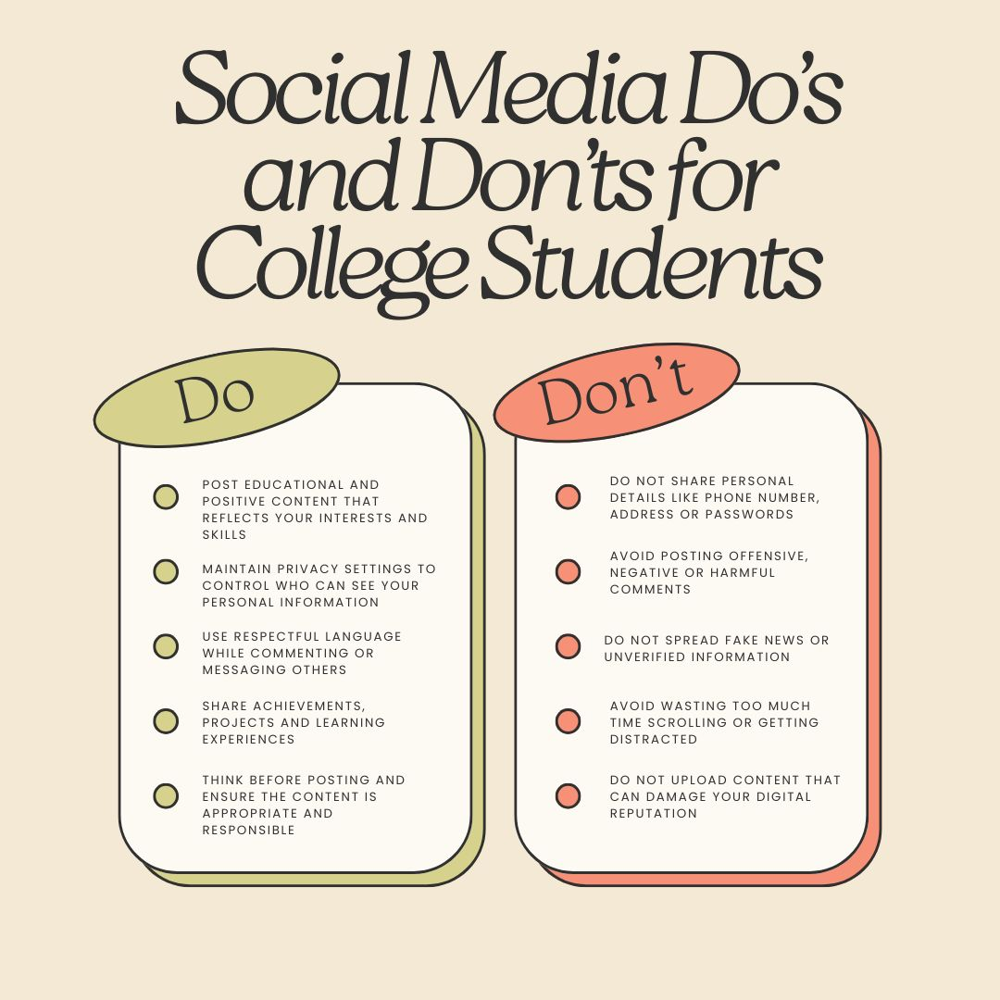 Social Media Do's
and Don'ts for
College Students
Do
POST EDUCATIONAL AND
POSITIVE CONTENT THAT
REFLECTS YOUR INTERESTS AND
SKILLS
MAINTAIN PRIVACY SETTINGS TO
CONTROL WHO CAN SEE YOUR
PERSONAL INFORMATION
USE RESPECTFUL LANGUAGE
WHILE COMMENTING OR
MESSAGING OTHERS
SHARE ACHIEVEMENTS,
PROJECTS AND LEARNING
EXPERIENCES
THINK BEFORE POSTING AND
ENSURE THE CONTENT IS
APPROPRIATE AND
RESPONSIBLE
Don't
DO NOT SHARE PERSONAL
DETAILS LIKE PHONE NUMBER,
ADDRESS OR PASSWORDS
AVOID POSTING OFFENSIVE,
NEGATIVE OR HARMFUL
COMMENTS
DO NOT SPREAD FAKE NEWS OR
UNVERIFIED INFORMATION
AVOID WASTING TOO MUCH
TIME SCROLLING OR GETTING
DISTRACTED
DO NOT UPLOAD CONTENT THAT
CAN DAMAGE YOUR DIGITAL
REPUTATION